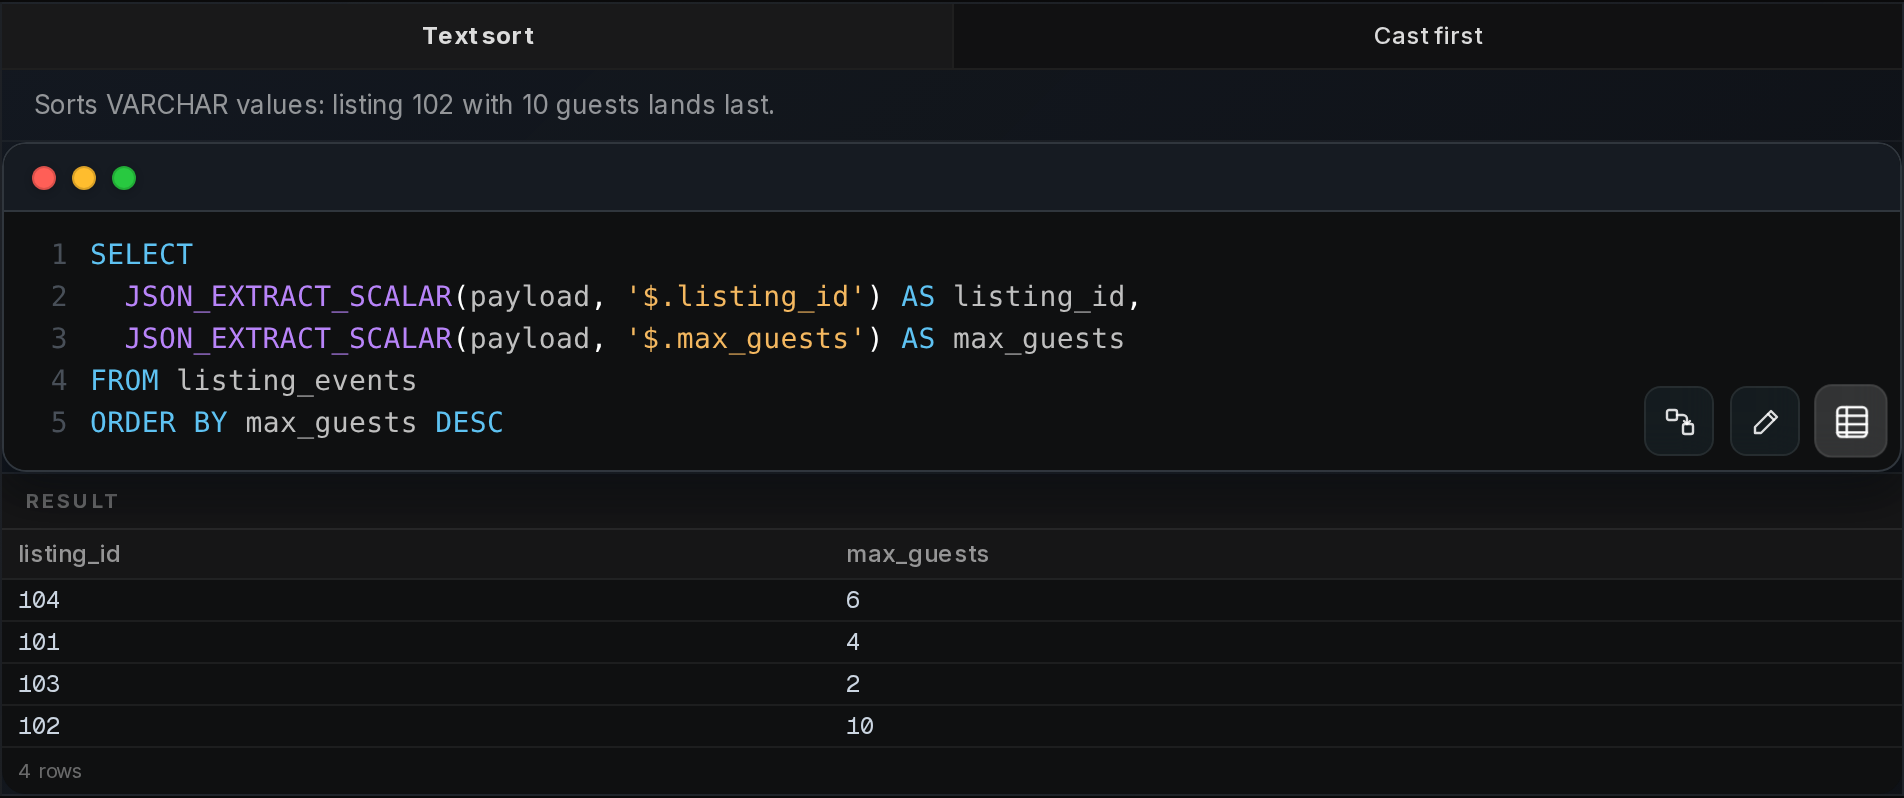 Text sort
Cast first
Sorts VARCHAR values: listing 102 with 10 guests lands last.
1 SELECT
2   JSON_EXTRACT_SCALAR(payload, '$.listing_id') AS listing_id,
3   JSON_EXTRACT_SCALAR(payload, '$.max_guests') AS max_guests
4 FROM listing_events
5 ORDER BY max_guests DESC
RESULT
listing_id max_guests
104 6
101 4
103 2
102 10
4 rows